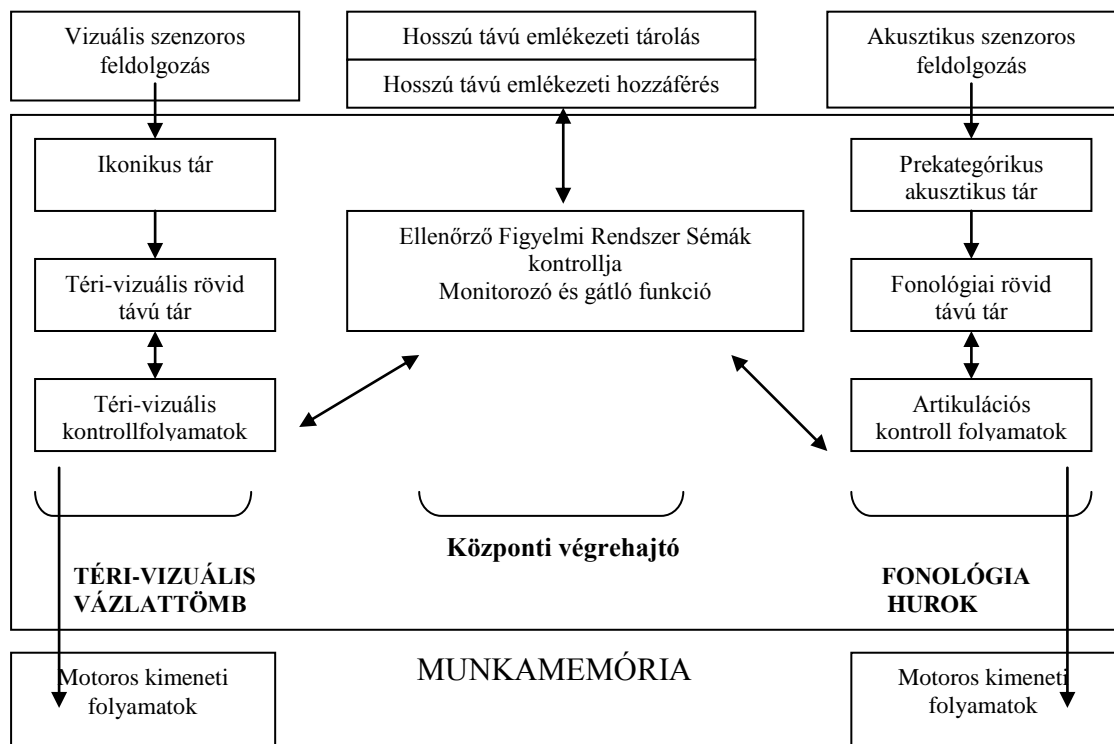 Vizuális szenzoros
feldolgozás
Hosszú távú emlékezeti tárolás
Hosszú távú emlékezeti hozzáférés
Akusztikus szenzoros
feldolgozás
Ikonikus tár
Téri-vizuális rövid
távú tár
Téri-vizuális
kontrollfolyamatok
Ellenőrző Figyelmi Rendszer Sémák
kontrollja
Monitorozó és gátló funkció
Prekategórikus
akusztikus tár
Fonológiai rövid
távú tár
Artikulációs
kontroll folyamatok
TÉRI-VIZUÁLIS
VÁZLATTÖMB
Központi végrehajtó
FONOLÓGIA
HUROK
Motoros kimeneti
folyamatok
MUNKAMEMÓRIA
Motoros kimeneti
folyamatok